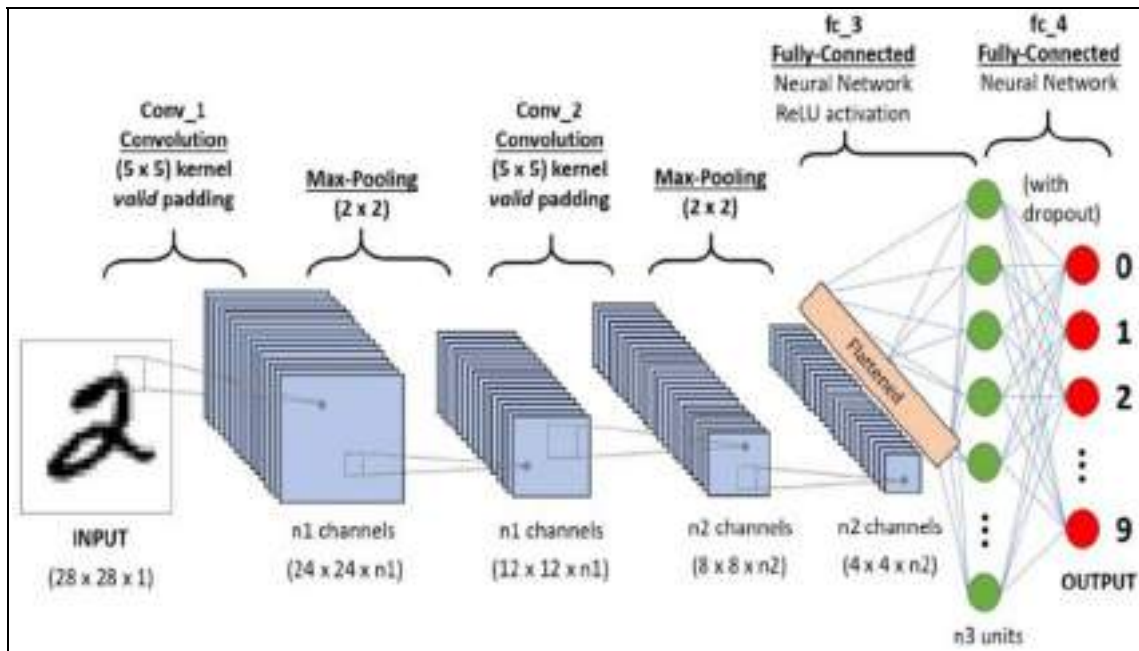 Conv_1
Convolution
(5 x 5) kernel
valid padding
Max-Pooling
(2 x 2)
Conv_2
Convolution
(5 x 5) kernel
valid padding
Max-Pooling
(2 x 2)
fc_3
Fully-Connected
Neural Network
ReLU activation
fc_4
Fully-Connected
Neural Network
(with
dropout)
2
INPUT
(28 x 28 x 1)
n1 channels
(24 x 24 x n1)
n1 channels
(12 x 12 x n1)
n2 channels
(8 x 8 x n2)
n2 channels
(4 x 4 x n2)
Flattened
n3 units
0
1
2
9
OUTPUT